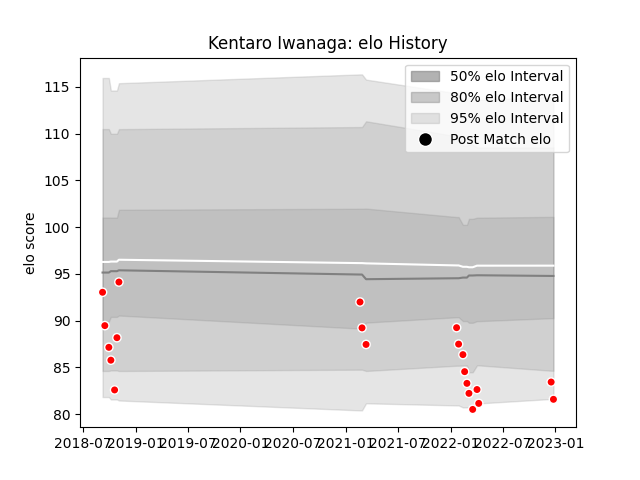 Kentaro Iwanaga: elo History
50% elo Interval
80% elo Interval
95% elo Interval
Post Match elo
elo score
115
110
105
100
95
90
85
80
2018-07 2019-01 2019-07 2020-01 2020-07 2021-01 2021-07 2022-01 2022-07 2023-01